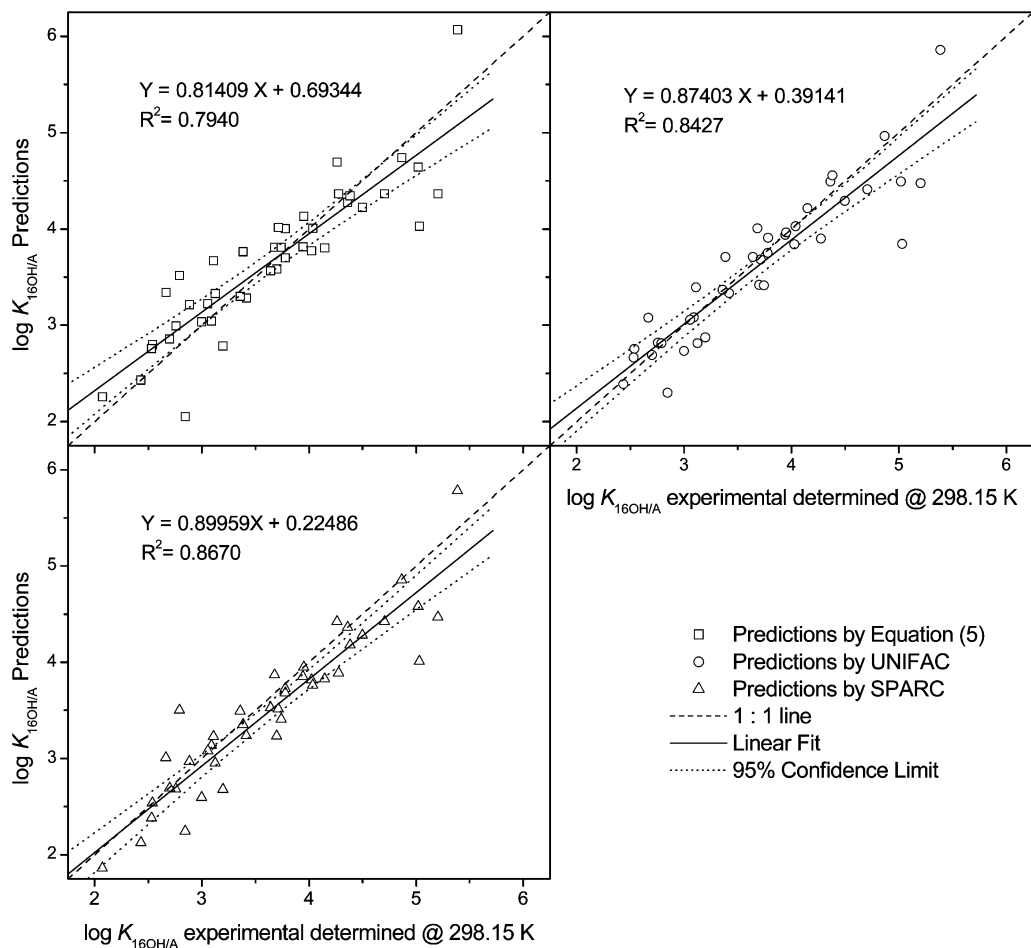 log K16OH/A Predictions
6
5
4
3
2
Y = 0.81409 X + 0.69344
R2= 0.7940
Y = 0.87403 X + 0.39141
R2= 0.8427
2 3 4 5 6
log K16OH/A experimental determined @ 298.15 K
log K16OH/A Predictions
6
5
4
3
2
Y = 0.89959X + 0.22486
R2= 0.8670
2 3 4 5 6
log K16OH/A experimental determined @ 298.15 K
Predictions by Equation (5)
Predictions by UNIFAC
Predictions by SPARC
1 : 1 line
Linear Fit
95% Confidence Limit